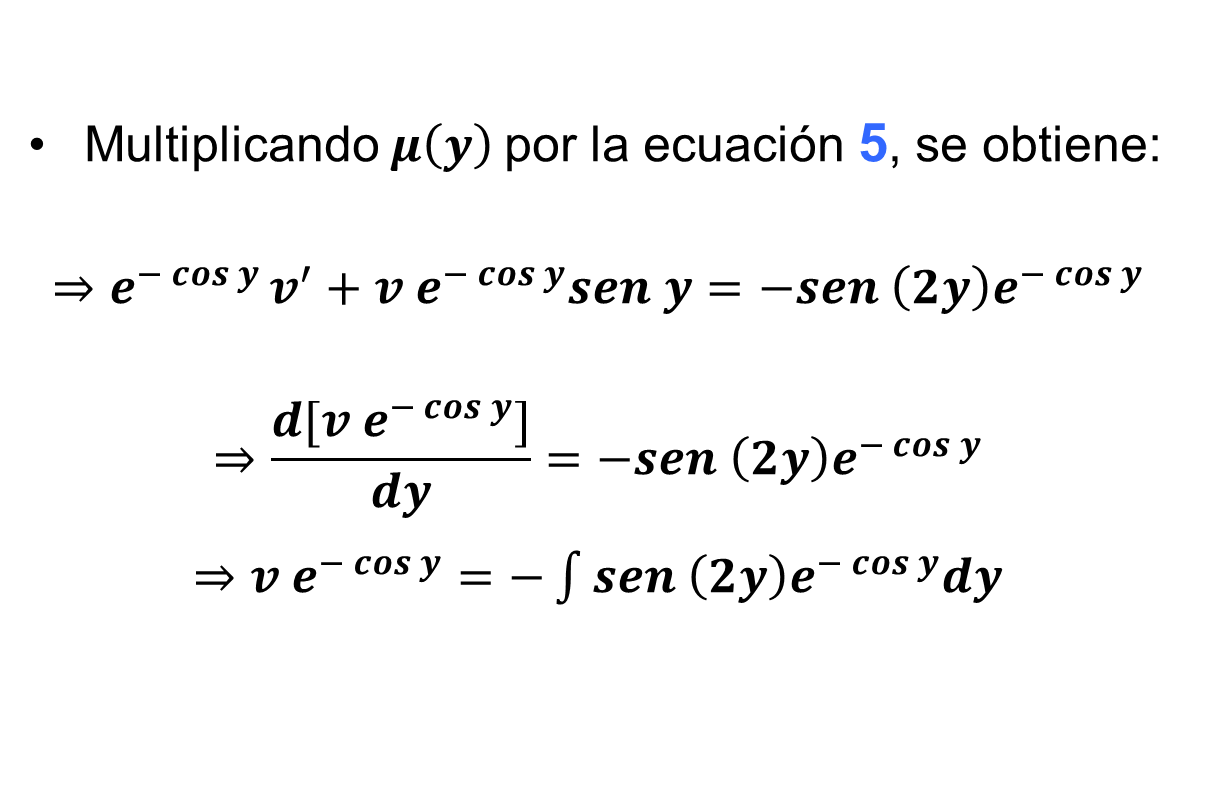 • Multiplicando μ(y) por la ecuación 5, se obtiene:
⇒ e^{− cos y} v′ + v e^{− cos y} sen y = −sen (2y)e^{− cos y}
⇒ d[v e^{− cos y}]/dy = −sen (2y)e^{− cos y}
⇒ v e^{− cos y} = − ∫ sen (2y)e^{− cos y} dy